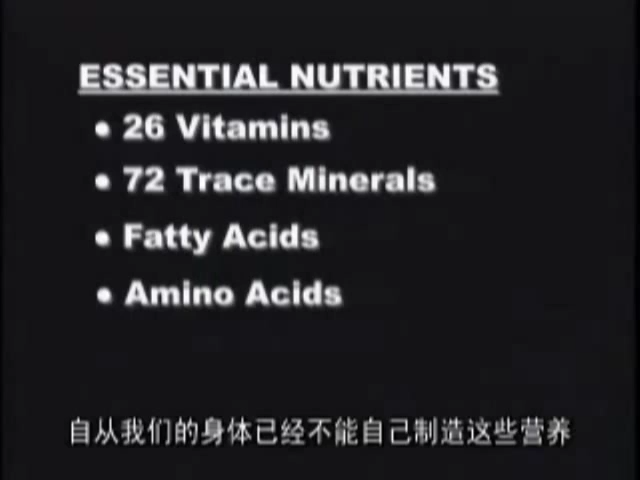 ESSENTIAL NUTRIENTS
• 26 Vitamins
• 72 Trace Minerals
• Fatty Acids
• Amino Acids
自从我们的身体已经不能自己制造这些营养